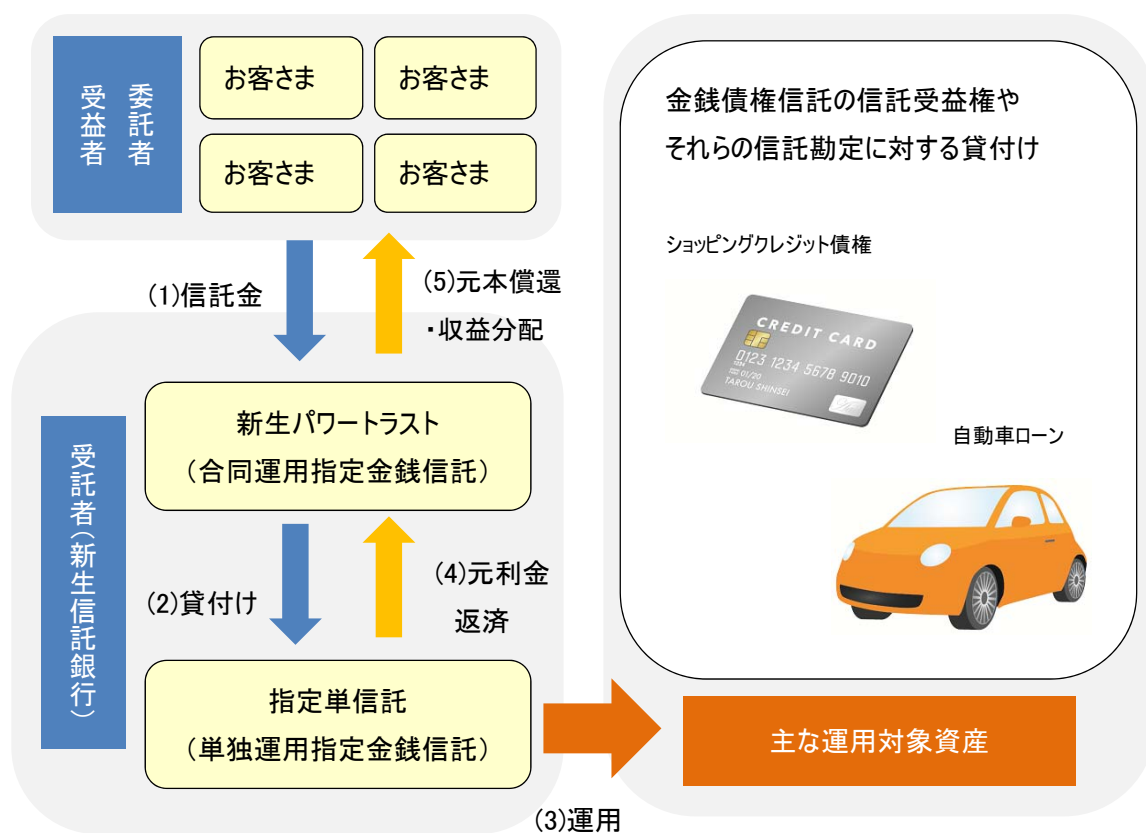 委託者
受益者
お客さま
お客さま
お客さま
お客さま
(1)信託金
(5)元本償還
・収益分配
受託者(新生信託銀行)
新生パワートラスト
(合同運用指定金銭信託)
(2)貸付け
(4)元利金
返済
指定単信託
(単独運用指定金銭信託)
(3)運用
金銭債権信託の信託受益権や
それらの信託勘定に対する貸付け
ショッピングクレジット債権
CREDIT CARD
0123 1234 5678 9010
1234
01/20
TAROU SHINSEI
自動車ローン
主な運用対象資産